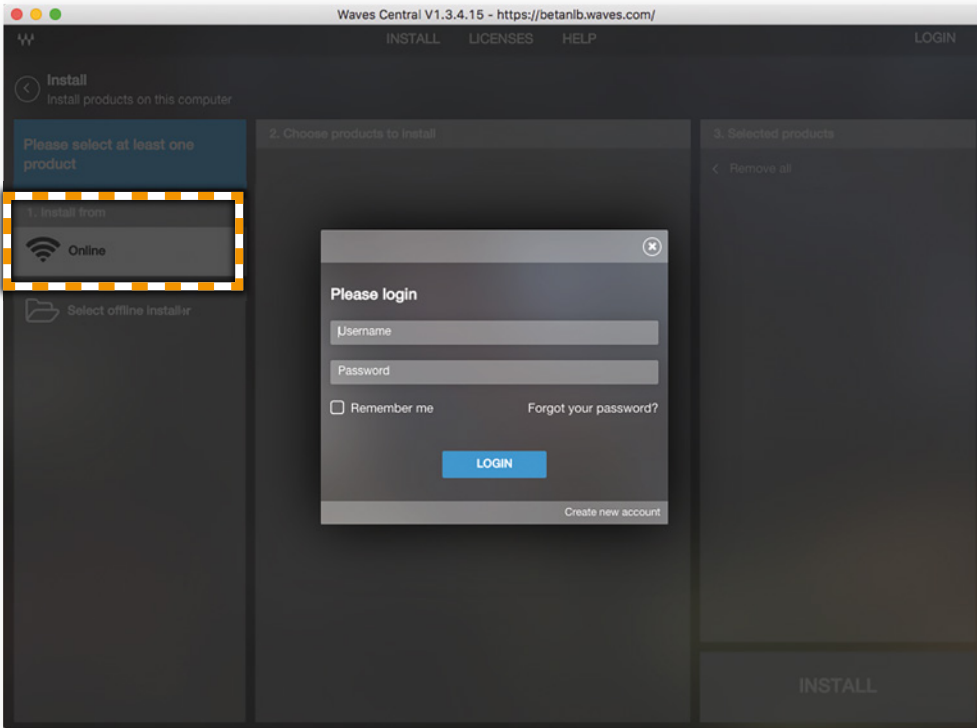 Waves Central V1.3.4.15 - https://betanlb.waves.com/
INSTALL LICENSES HELP LOGIN
Install
Install products on this computer
Please select at least one
product
2. Choose products to install
3. Selected products
Remove all
1. Install from
Online
Select offline installer
Please login
Username
Password
Remember me Forgot your password?
LOGIN
Create new account
INSTALL